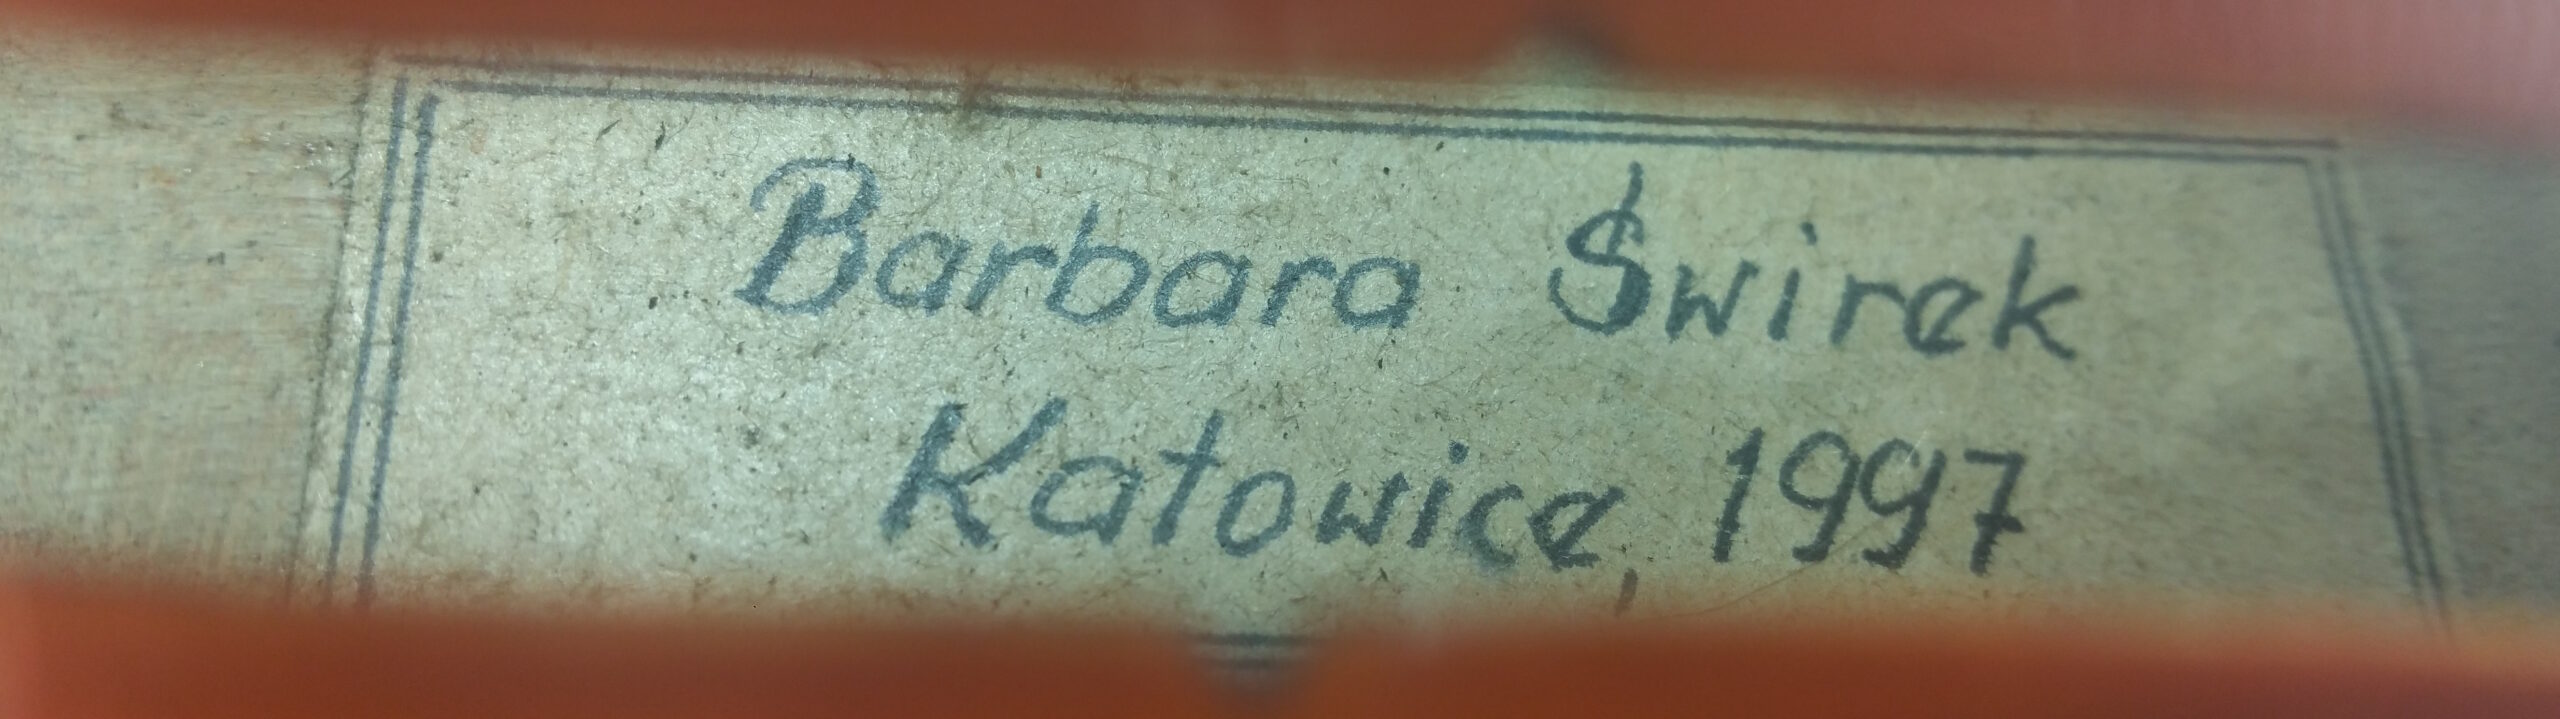 Barbara Świrek
Katowice, 1997